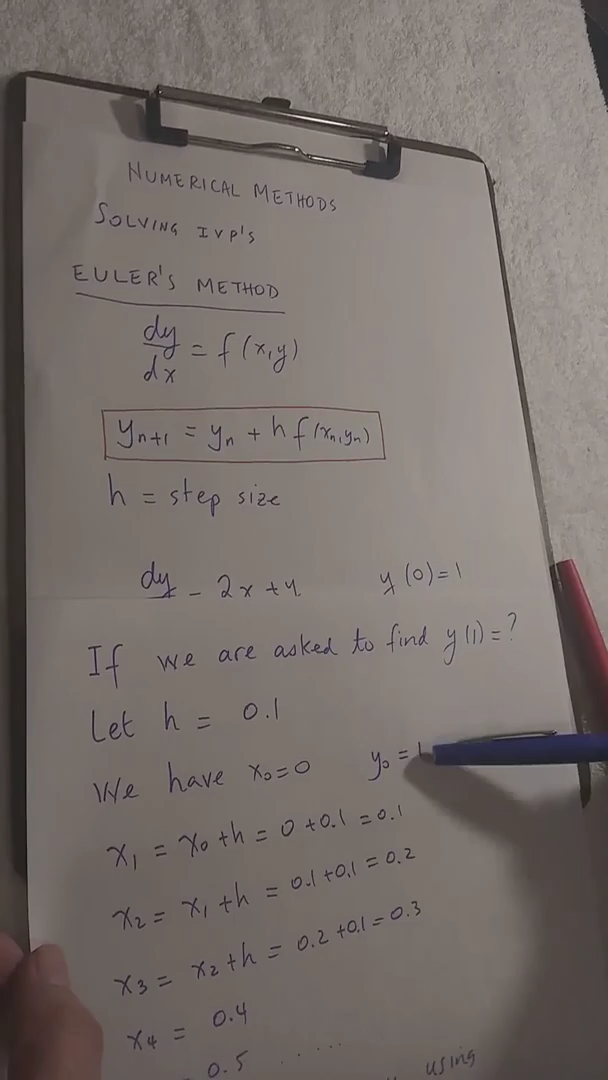 NUMERICAL METHODS
SOLVING IVP'S
EULER'S METHOD
dy/dx = f(x,y)
yn+1 = yn + h f(xn,yn)
h = step size
dy = 2x + y y(0)=1
If we are asked to find y(1)=?
Let h = 0.1
We have x0=0 y0=1
x1 = x0+h = 0+0.1 = 0.1
x2 = x1+h = 0.1+0.1 = 0.2
x3 = x2+h = 0.2+0.1 = 0.3
x4 = 0.4
0.5 .....
using